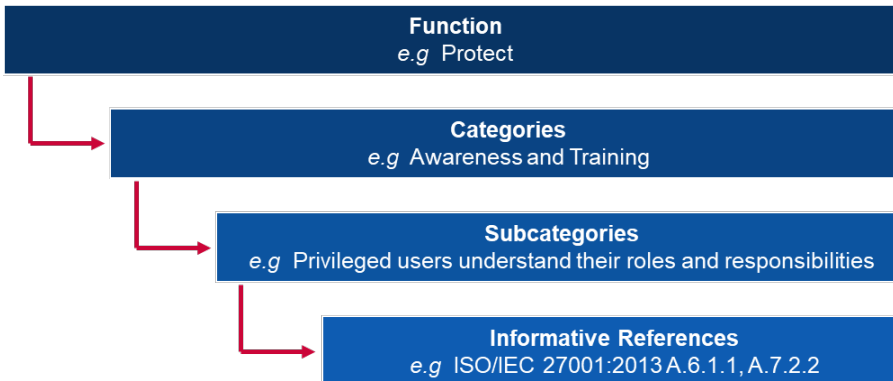 Function
e.g Protect
Categories
e.g Awareness and Training
Subcategories
e.g Privileged users understand their roles and responsibilities
Informative References
e.g ISO/IEC 27001:2013 A.6.1.1, A.7.2.2